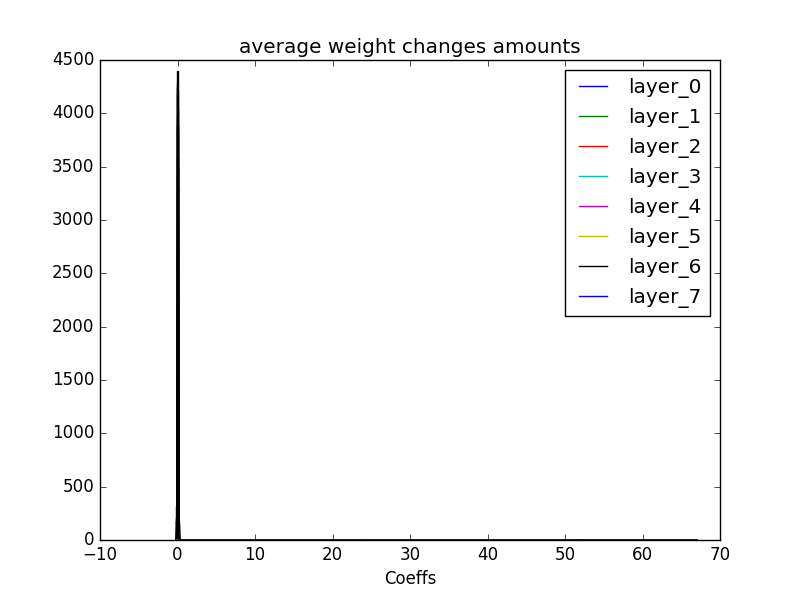 average weight changes amounts
4500
4000
3500
3000
2500
2000
1500
1000
500
0
−10
0
10
20
30
40
50
60
70
Coeffs
layer_0
layer_1
layer_2
layer_3
layer_4
layer_5
layer_6
layer_7